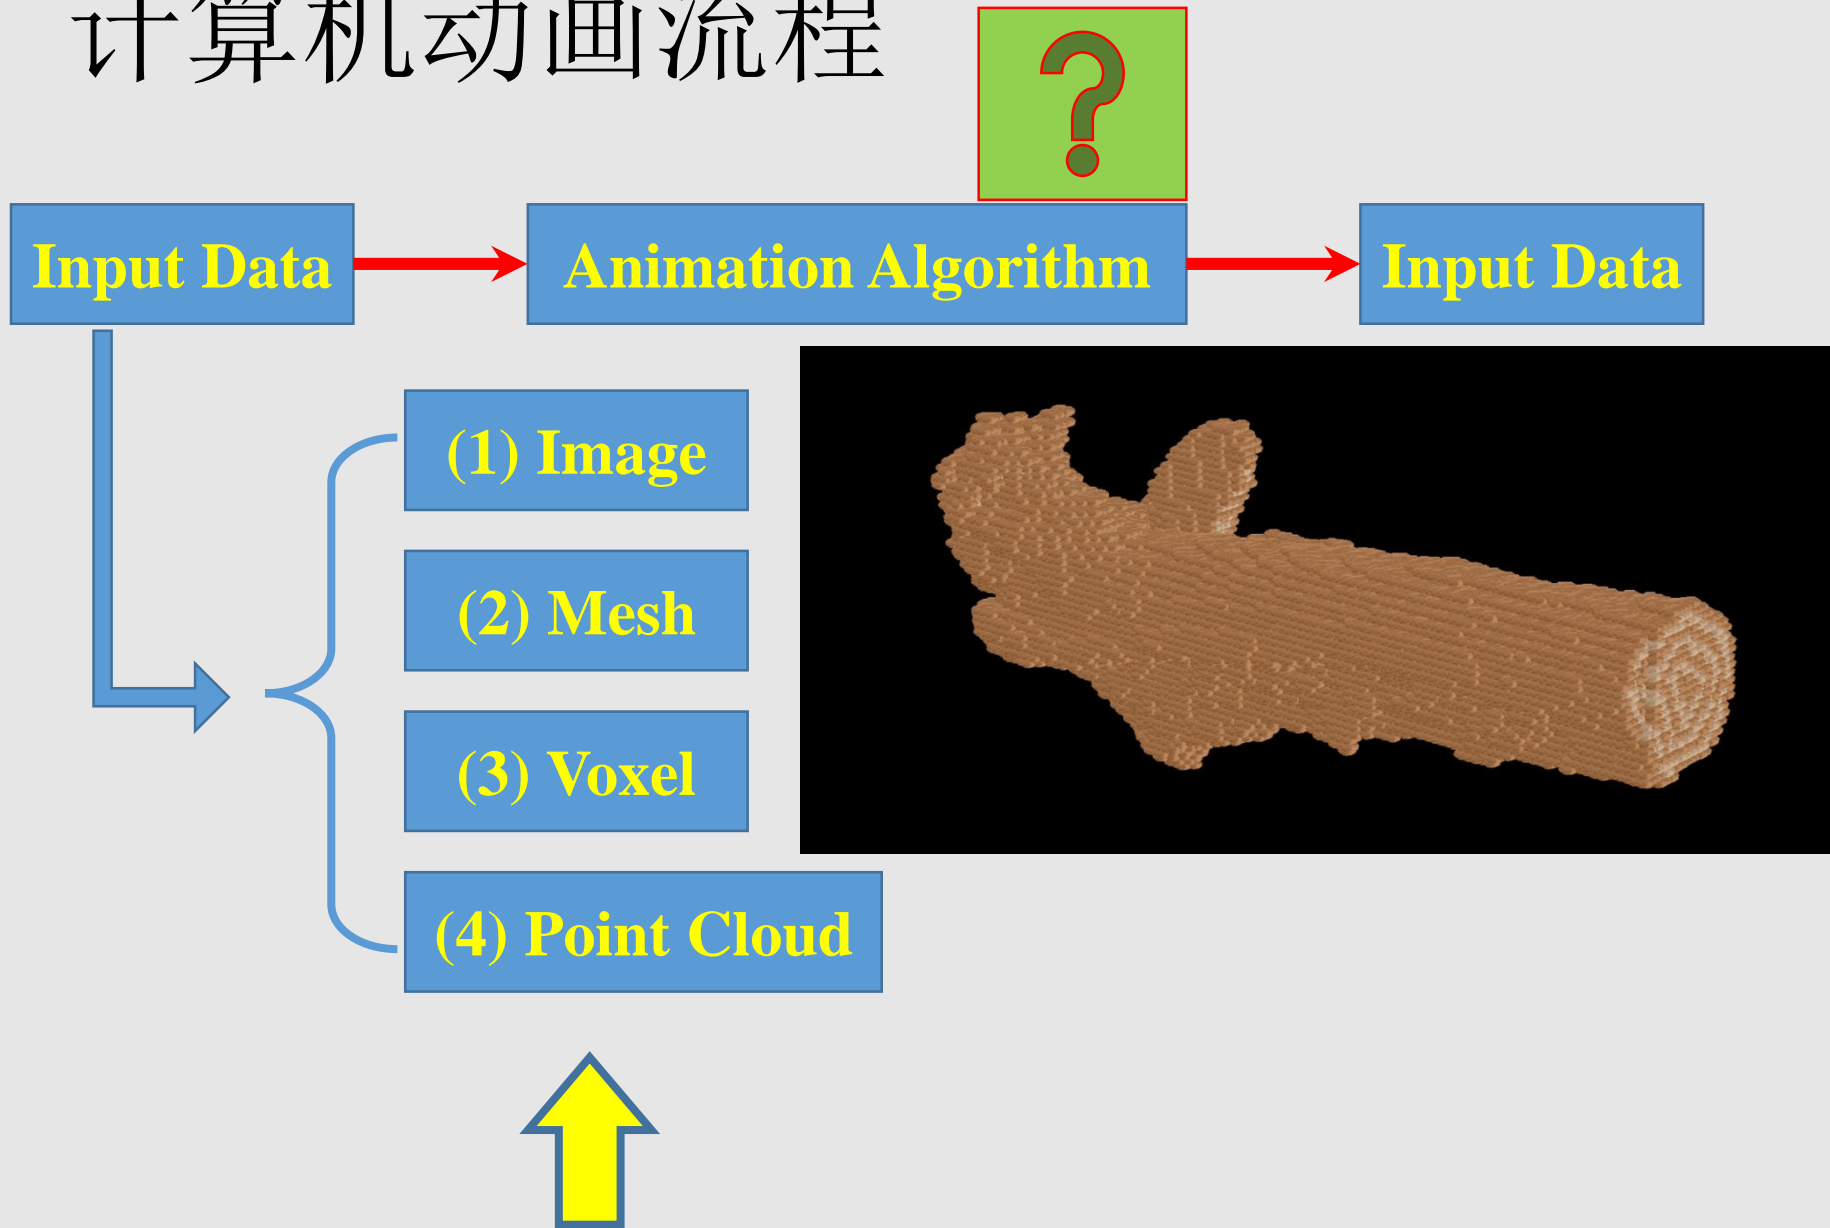 计算机动画流程
?
Input Data
Animation Algorithm
Input Data
(1) Image
(2) Mesh
(3) Voxel
(4) Point Cloud